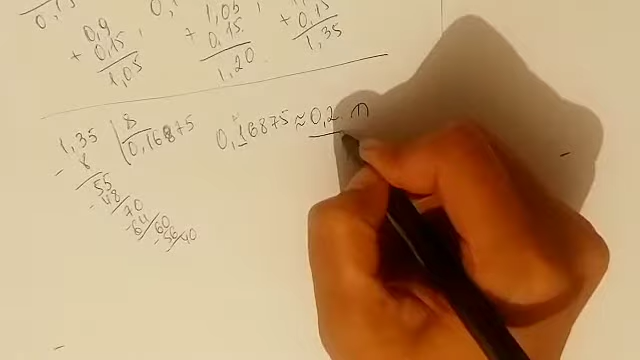 0,9 1,05
+ 0,15 + 0,15 + 0,15
1,05 1,20 1,35
1,35 | 8 0,16875 ≈ 0,2 m
- 8 0,16875
55
- 48
70
- 64
60
- 56
40